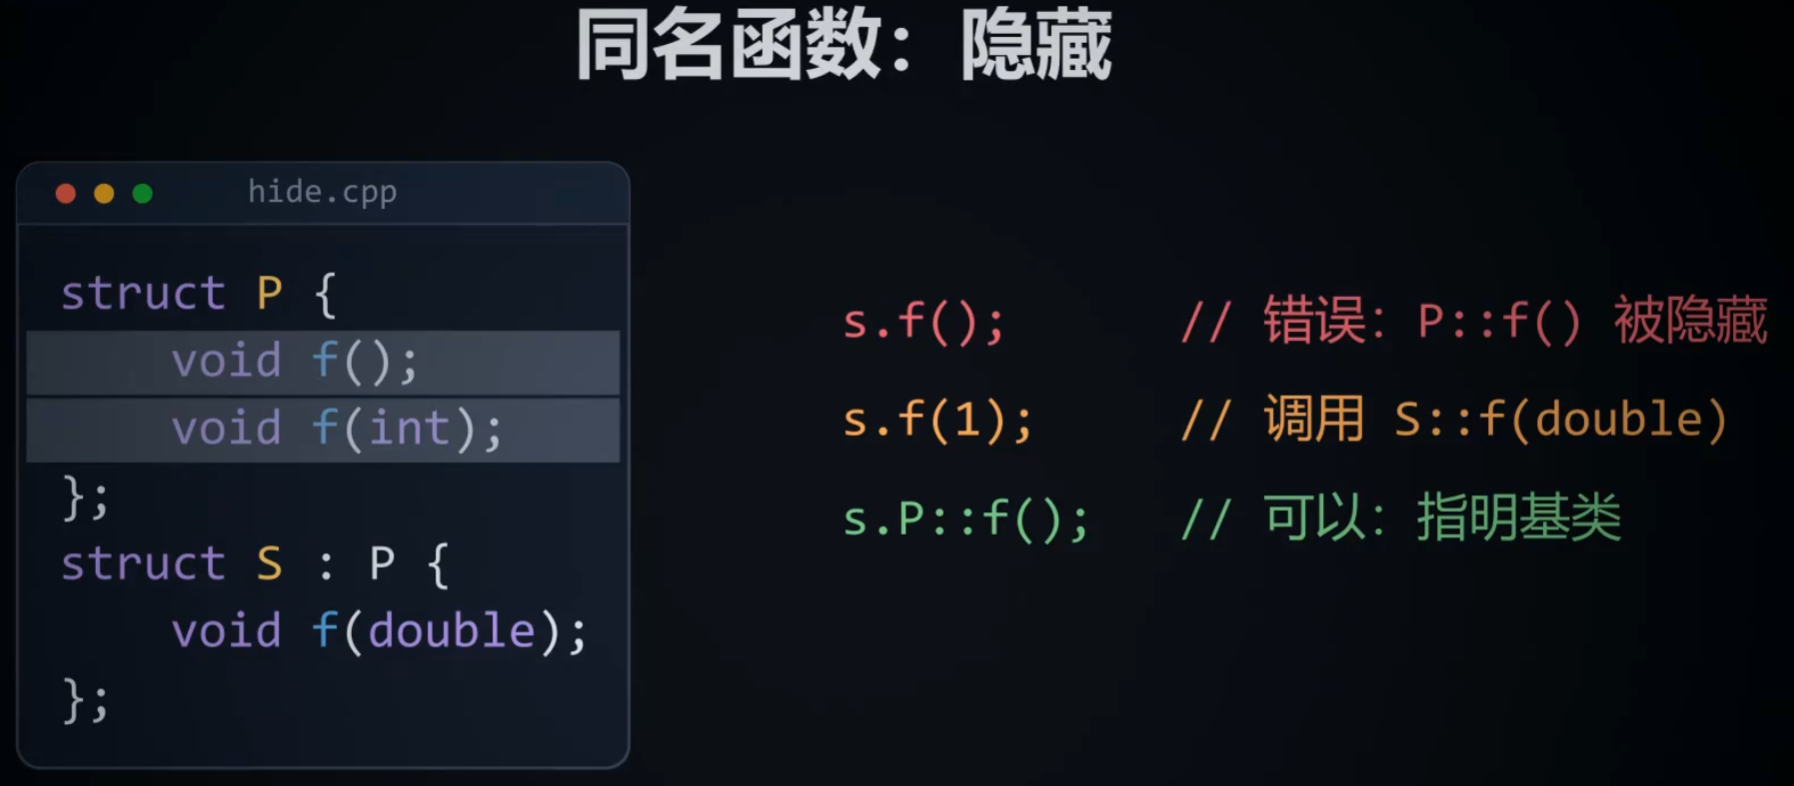 同名函数：隐藏
hide.cpp
struct P {
    void f();
    void f(int);
};
struct S : P {
    void f(double);
};
s.f();      // 错误：P::f() 被隐藏
s.f(1);     // 调用 S::f(double)
s.P::f();   // 可以：指明基类